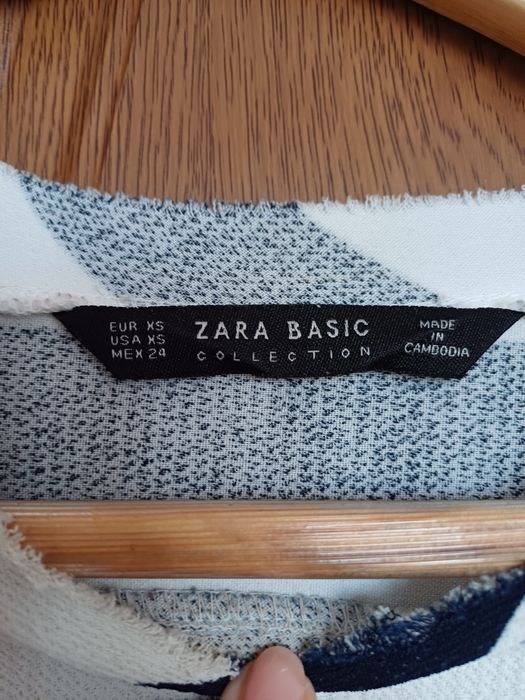 EUR XS
USA XS
MEX 24
ZARA BASIC
COLLECTION
MADE
IN
CAMBODIA